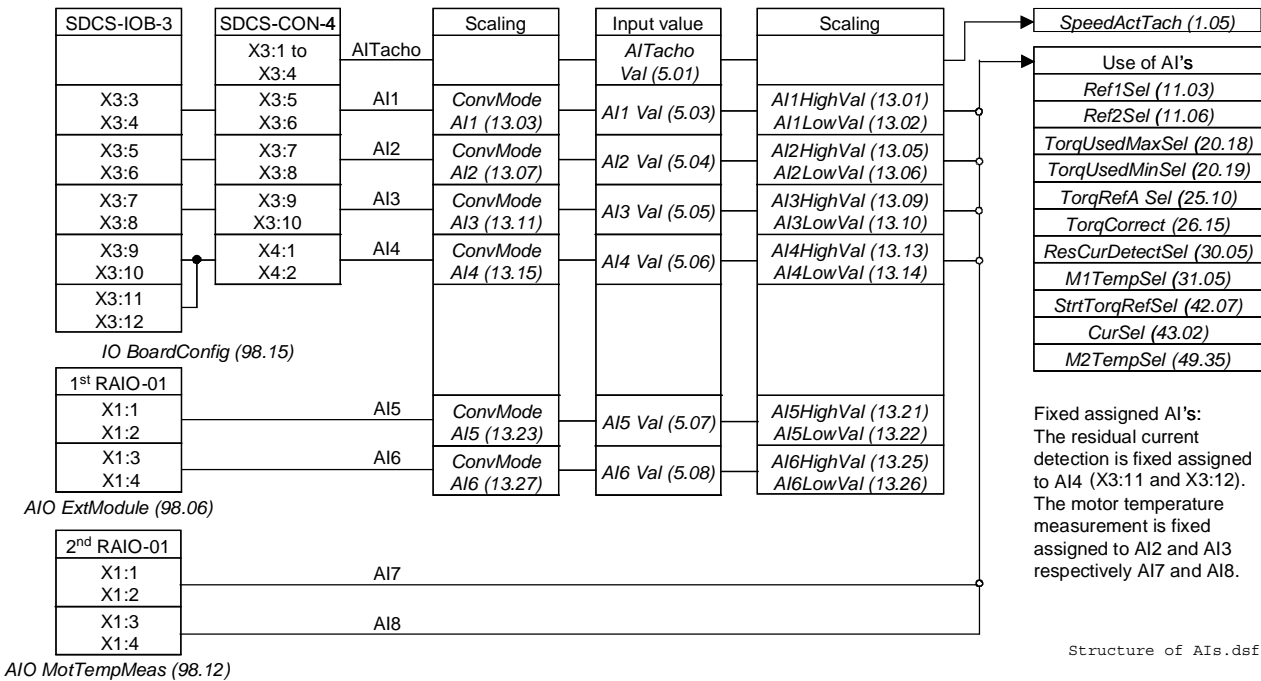 SDCS-IOB-3
SDCS-CON-4
Scaling
Input value
Scaling
SpeedActTach (1.05)
X3:1 to
X3:4
AITacho
AITacho
Val (5.01)
X3:3
X3:4
X3:5
X3:6
AI1
ConvMode
AI1 (13.03)
AI1 Val (5.03)
AI1HighVal (13.01)
AI1LowVal (13.02)
X3:5
X3:6
X3:7
X3:8
AI2
ConvMode
AI2 (13.07)
AI2 Val (5.04)
AI2HighVal (13.05)
AI2LowVal (13.06)
X3:7
X3:8
X3:9
X3:10
AI3
ConvMode
AI3 (13.11)
AI3 Val (5.05)
AI3HighVal (13.09)
AI3LowVal (13.10)
X3:9
X3:10
X4:1
X4:2
AI4
ConvMode
AI4 (13.15)
AI4 Val (5.06)
AI4HighVal (13.13)
AI4LowVal (13.14)
X3:11
X3:12
IO BoardConfig (98.15)
Use of AI's
Ref1Sel (11.03)
Ref2Sel (11.06)
TorqUsedMaxSel (20.18)
TorqUsedMinSel (20.19)
TorqRefA Sel (25.10)
TorqCorrect (26.15)
ResCurDetectSel (30.05)
M1TempSel (31.05)
StrtTorqRefSel (42.07)
CurSel (43.02)
M2TempSel (49.35)
1st RAIO-01
X1:1
X1:2
AI5
ConvMode
AI5 (13.23)
AI5 Val (5.07)
AI5HighVal (13.21)
AI5LowVal (13.22)
X1:3
X1:4
AI6
ConvMode
AI6 (13.27)
AI6 Val (5.08)
AI6HighVal (13.25)
AI6LowVal (13.26)
AIO ExtModule (98.06)
Fixed assigned AI's:
The residual current
detection is fixed assigned
to AI4 (X3:11 and X3:12).
The motor temperature
measurement is fixed
assigned to AI2 and AI3
respectively AI7 and AI8.
2nd RAIO-01
X1:1
X1:2
AI7
X1:3
X1:4
AI8
AIO MotTempMeas (98.12)
Structure of AIs.dsf